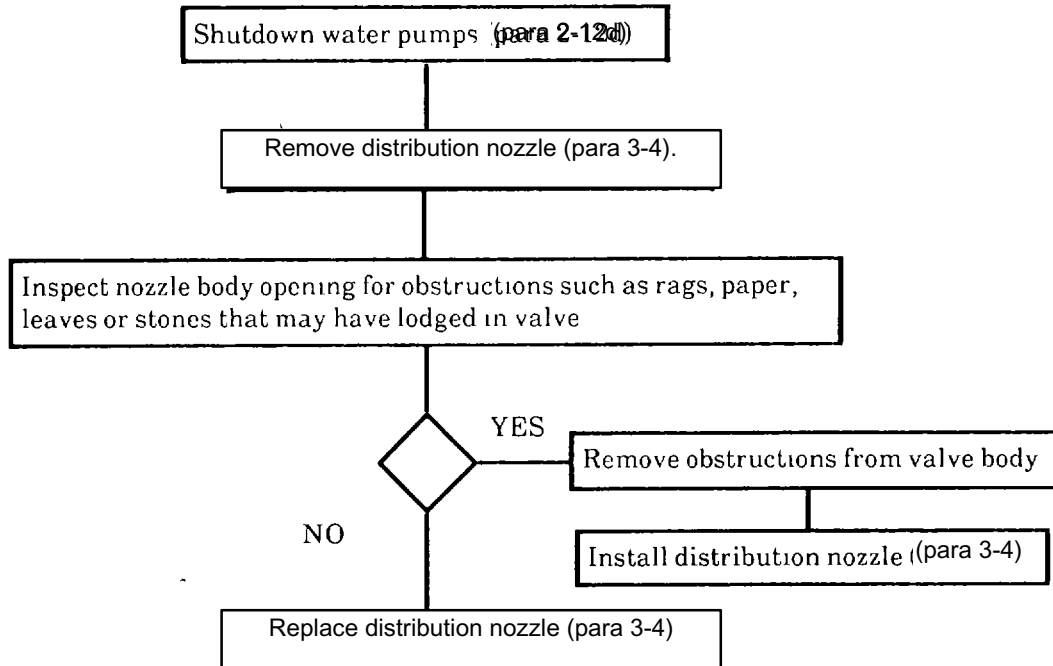 Shutdown water pumps (para 2-12d)
Remove distribution nozzle (para 3-4).
Inspect nozzle body opening for obstructions such as rags, paper,
leaves or stones that may have lodged in valve
YES
Remove obstructions from valve body
NO
Install distribution nozzle (para 3-4)
Replace distribution nozzle (para 3-4)